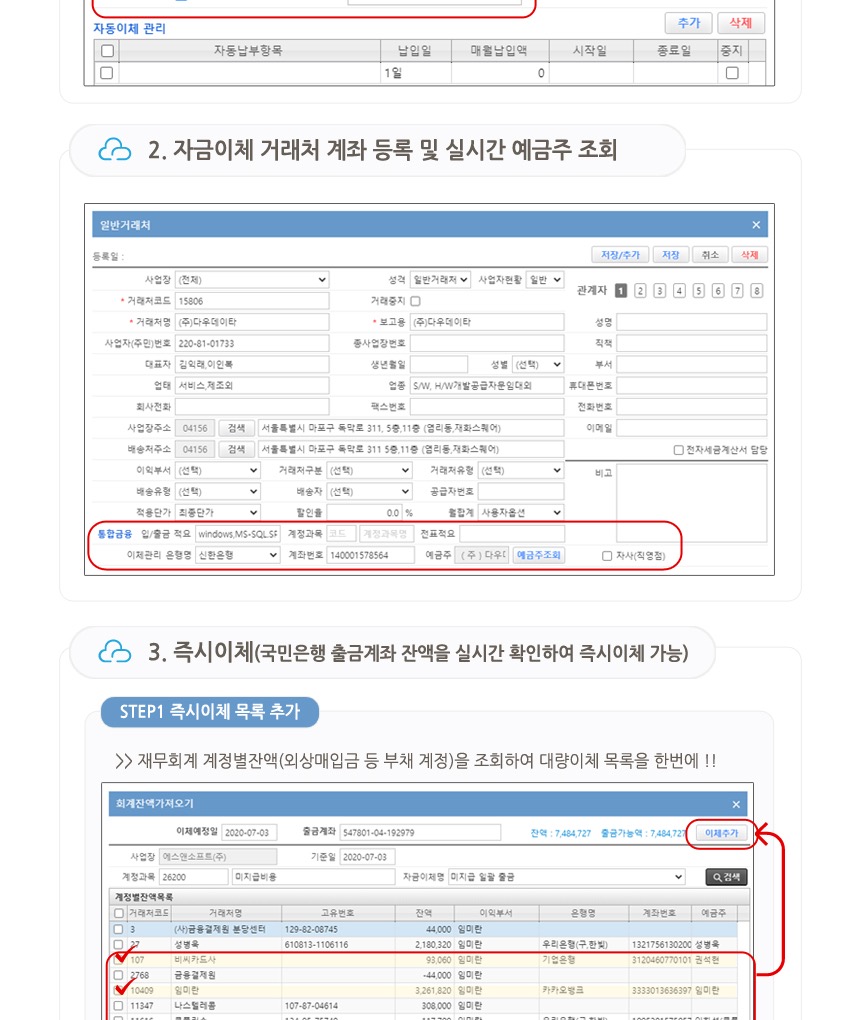 자동이체 관리
추가 삭제
자동납부항목 납입일 매월납입액 시작일 종료일 중지
1일 0
2. 자금이체 거래처 계좌 등록 및 실시간 예금주 조회
일반거래처 ×
등록일 :
저장/추가 저장 취소 삭제
사업장 (전체) 성격 일반거래처 사업자현황 일반
관계자 1 2 3 4 5 6 7 8
* 거래처코드 15806 거래중지
* 거래처명 (주)다우데이타 * 보고용 (주)다우데이타 성명
사업자(주민)번호 220-81-01733 종사업장번호 직책
대표자 김익래,이인복 생년월일 성별 (선택) 부서
업태 서비스,제조외 업종 S/W, H/W개발공급자문임대외 휴대폰번호
회사전화 팩스번호 전화번호
사업장주소 04156 검색 서울특별시 마포구 독막로 311, 5층,11층 (염리동,재화스퀘어) 이메일
배송처주소 04156 검색 서울특별시 마포구 독막로 311 5층,11층 (염리동,재화스퀘어) 전자세금계산서 담당
이익부서 (선택) 거래처구분 (선택) 거래처유형 (선택) 비고
배송유형 (선택) 배송자 (선택) 공급자번호
적용단가 최종단가 할인율 0.0 % 월합계 사용자옵션
통합금융 입/출금 적요 windows,MS-SQL,SF 계정과목 코드 계정과목명 전표적요
이체관리 은행명 신한은행 계좌번호 140001578564 예금주 (주)다우 예금주조회 자사(직영점)
3. 즉시이체(국민은행 출금계좌 잔액을 실시간 확인하여 즉시이체 가능)
STEP1 즉시이체 목록 추가
>> 재무회계 계정별잔액(외상매입금 등 부채 계정)을 조회하여 대량이체 목록을 한번에 !!
회계잔액가져오기 ×
이체예정일 2020-07-03 출금계좌 547801-04-192979 잔액 : 7,484,727 출금가능액 : 7,484,727 이체추가
사업장 에스앤소프트(주) 기준일 2020-07-03
계정과목 26200 미지급비용 자금이체명 미지급 일괄 출금 검색
계정별잔액목록
거래처코드 거래처명 고유번호 잔액 이익부서 은행명 계좌번호 예금주
3 (사)금융결제원 분당센터 129-82-08745 44,000 임미란
27 성병욱 610813-1106116 2,180,320 임미란 우리은행(구,한빛) 1321756130200 성병욱
107 비씨카드사 93,060 임미란 기업은행 3120460770101 권석현
2768 금융결제원 -44,000 임미란
10409 임미란 3,261,820 임미란 카카오뱅크 3333013636397 임미란
11347 나스텔레콤 107-87-04614 308,000 임미란